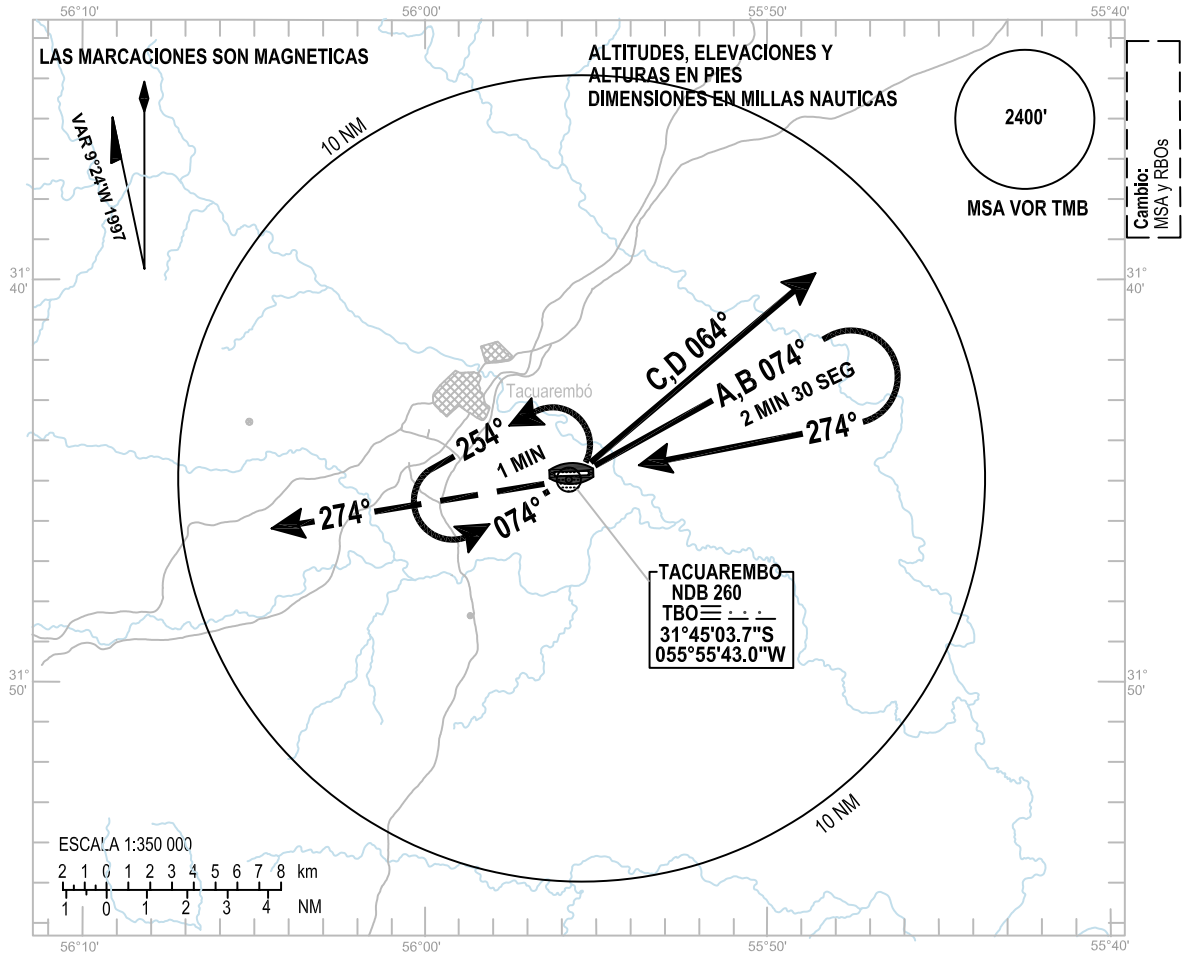 56°10'
56°00'
55°50'
55°40'
LAS MARCACIONES SON MAGNETICAS
ALTITUDES, ELEVACIONES Y
ALTURAS EN PIES
DIMENSIONES EN MILLAS NAUTICAS
VAR 9°24'W 1997
10 NM
2400'
MSA VOR TMB
Cambio:
MSA y RBOs
31°
40'
31°
40'
C,D 064°
A,B 074°
2 MIN 30 SEG
274°
Tacuarembó
254°
1 MIN
274°
074°
TACUAREMBO
NDB 260
TBO
31°45'03.7"S
055°55'43.0"W
31°
50'
31°
50'
10 NM
ESCALA 1:350 000
2 1 0 1 2 3 4 5 6 7 8 km
1 0 1 2 3 4 NM
56°10'
56°00'
55°50'
55°40'